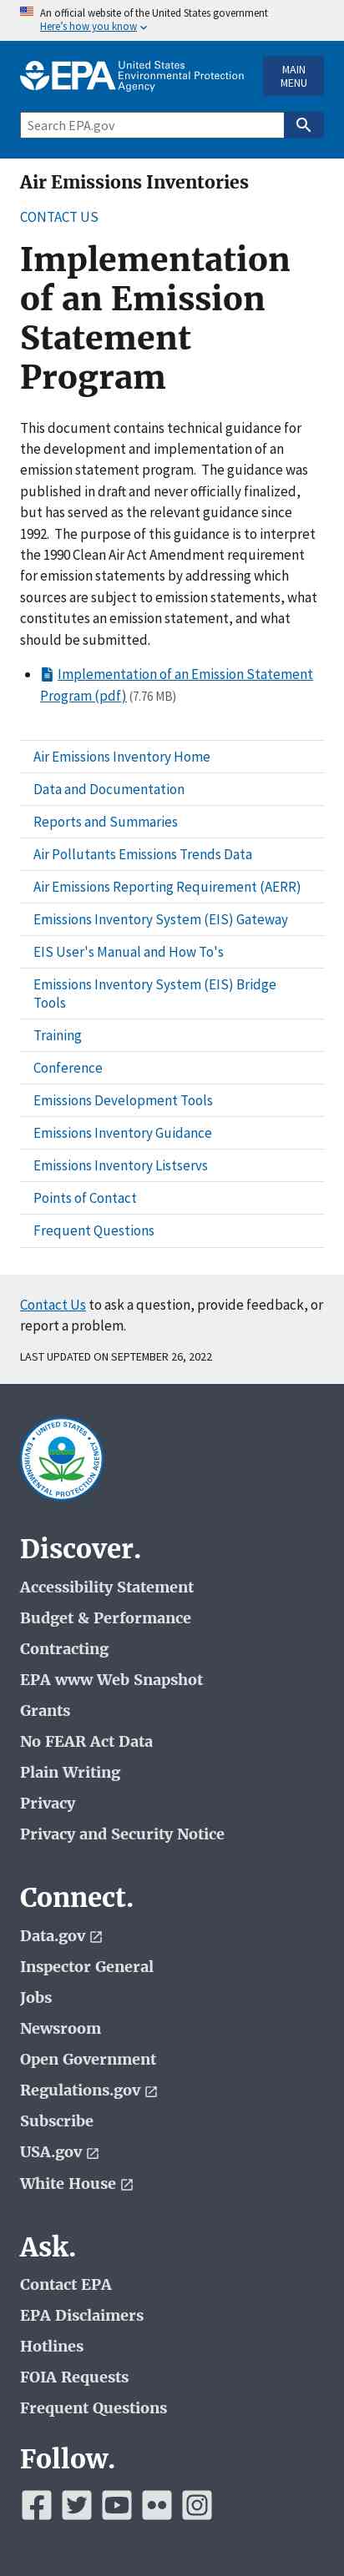 An official website of the United States government
Here's how you know
EPA United States
Environmental Protection
Agency
MAIN
MENU
Search EPA.gov
Air Emissions Inventories
CONTACT US
Implementation
of an Emission
Statement
Program
This document contains technical guidance for
the development and implementation of an
emission statement program.  The guidance was
published in draft and never officially finalized,
but has served as the relevant guidance since
1992.  The purpose of this guidance is to interpret
the 1990 Clean Air Act Amendment requirement
for emission statements by addressing which
sources are subject to emission statements, what
constitutes an emission statement, and what
should be submitted.
Implementation of an Emission Statement
Program (pdf) (7.76 MB)
Air Emissions Inventory Home
Data and Documentation
Reports and Summaries
Air Pollutants Emissions Trends Data
Air Emissions Reporting Requirement (AERR)
Emissions Inventory System (EIS) Gateway
EIS User's Manual and How To's
Emissions Inventory System (EIS) Bridge
Tools
Training
Conference
Emissions Development Tools
Emissions Inventory Guidance
Emissions Inventory Listservs
Points of Contact
Frequent Questions
Contact Us to ask a question, provide feedback, or
report a problem.
LAST UPDATED ON SEPTEMBER 26, 2022
UNITED STATES
ENVIRONMENTAL PROTECTION AGENCY
Discover.
Accessibility Statement
Budget & Performance
Contracting
EPA www Web Snapshot
Grants
No FEAR Act Data
Plain Writing
Privacy
Privacy and Security Notice
Connect.
Data.gov
Inspector General
Jobs
Newsroom
Open Government
Regulations.gov
Subscribe
USA.gov
White House
Ask.
Contact EPA
EPA Disclaimers
Hotlines
FOIA Requests
Frequent Questions
Follow.